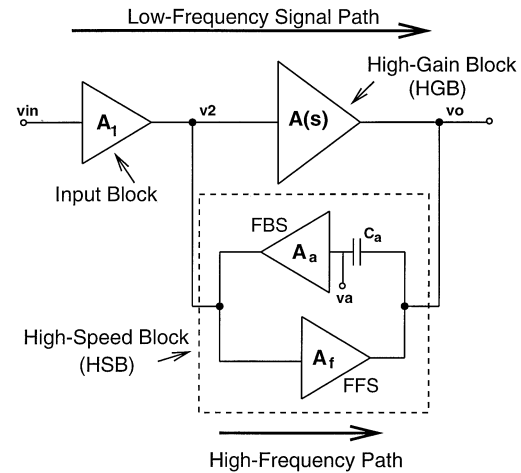 Low-Frequency Signal Path
High-Gain Block
(HGB)
vin
A1
v2
A(s)
vo
Input Block
FBS
Aa
Ca
va
High-Speed Block
(HSB)
Af
FFS
High-Frequency Path